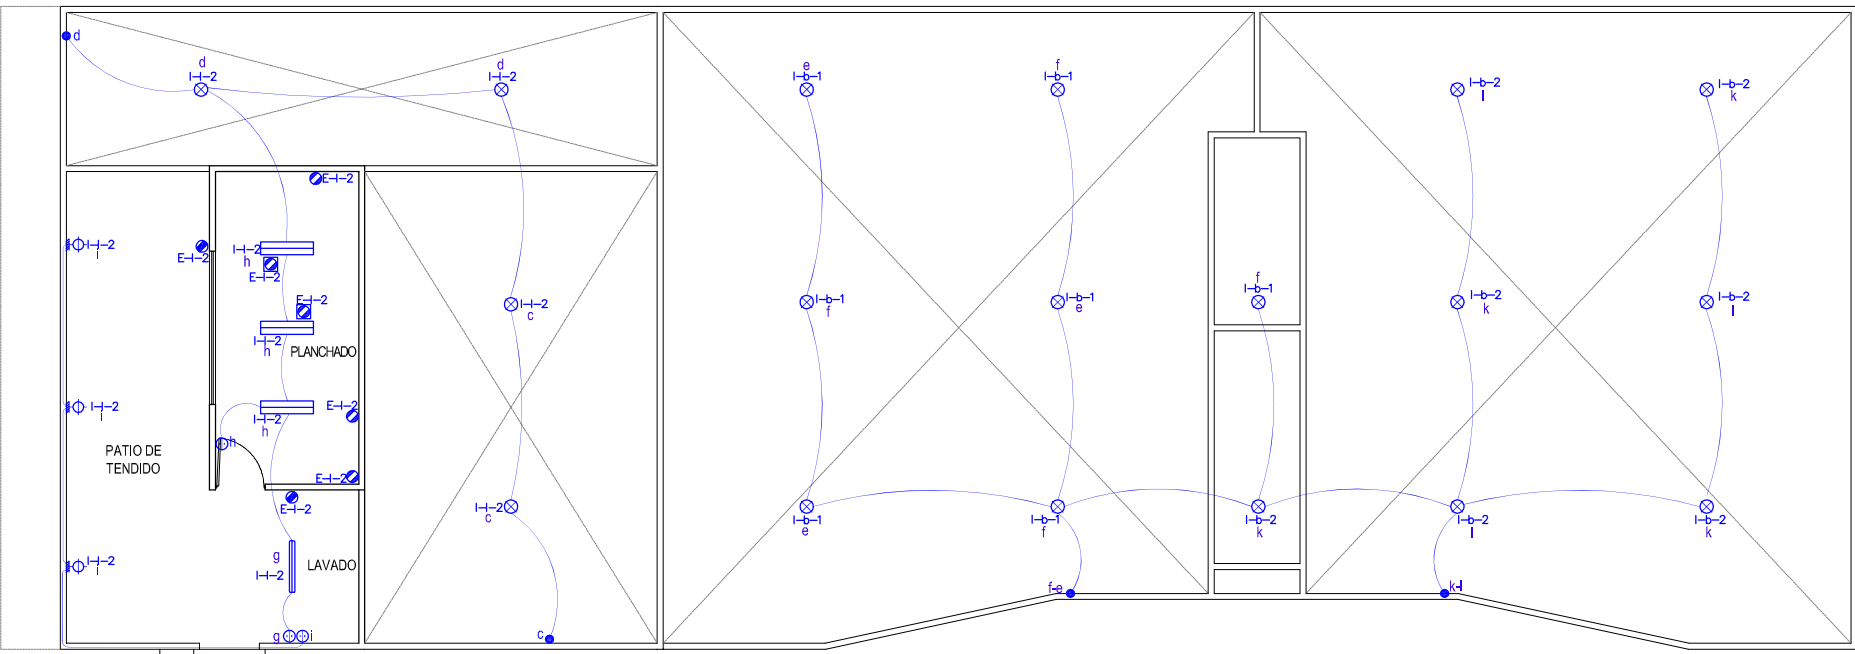 d
d
I-I-2
d
I-I-2
e
I-b-1
f
I-b-1
I-b-2
l
I-b-2
k
E-I-2
I-I-2
i
E-I-2
I-I-2
h
E-I-2
E-I-2
I-I-2
h
PLANCHADO
I-I-2
c
I-b-1
f
I-b-1
e
f
I-b-1
I-b-2
k
I-b-2
l
I-I-2
i
E-I-2
I-I-2
h
h
PATIO DE
TENDIDO
E-I-2
E-I-2
I-I-2
c
I-b-1
e
I-b-1
f
I-b-2
k
I-b-2
l
I-b-2
k
I-I-2
i
g
I-I-2
LAVADO
f-e
k-l
g
i
c